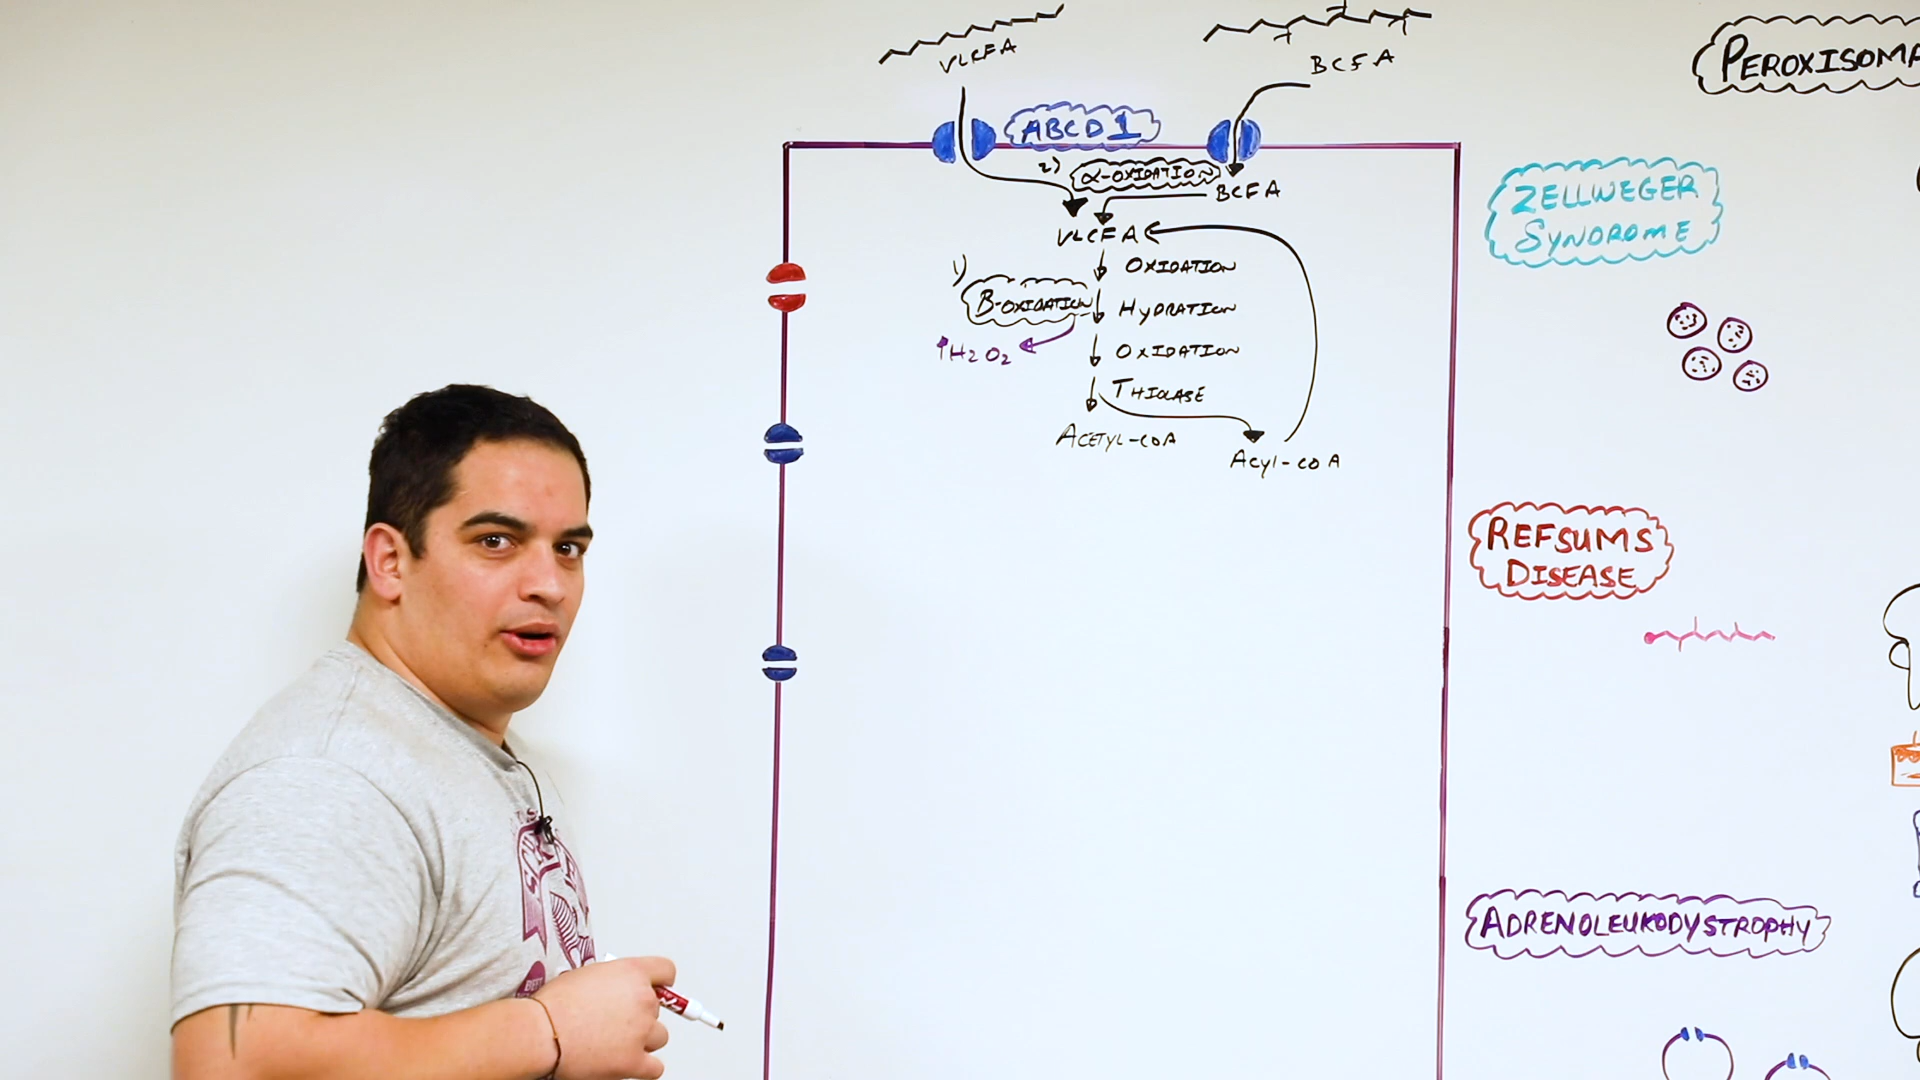 VLCFA
BCFA
PEROXISOMA
ABCD1
2) α-OXIDATION
BCFA
VLCFA
OXIDATION
1)
B-OXIDATION
HYDRATION
↑H2O2
OXIDATION
THIOLASE
ACETYL-COA
Acyl-COA
ZELLWEGER
SYNDROME
REFSUMS
DISEASE
ADRENOLEUKODYSTROPHY